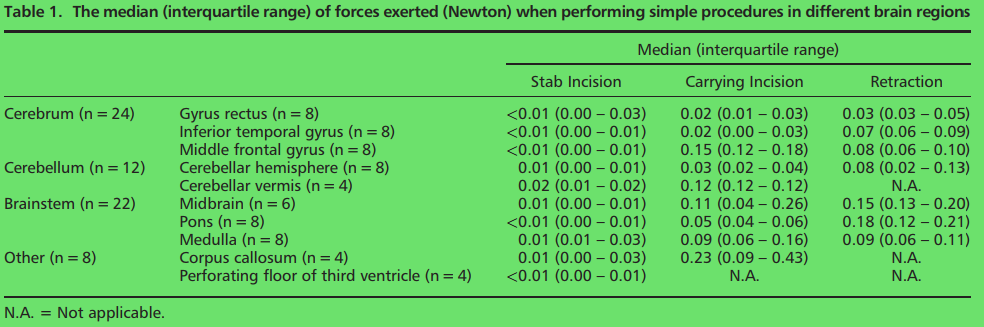 Table 1. The median (interquartile range) of forces exerted (Newton) when performing simple procedures in different brain regions
Median (interquartile range)
Stab Incision Carrying Incision Retraction
Cerebrum (n = 24) Gyrus rectus (n = 8) <0.01 (0.00 – 0.03) 0.02 (0.01 – 0.03) 0.03 (0.03 – 0.05)
Inferior temporal gyrus (n = 8) <0.01 (0.00 – 0.01) 0.02 (0.00 – 0.03) 0.07 (0.06 – 0.09)
Middle frontal gyrus (n = 8) <0.01 (0.00 – 0.01) 0.15 (0.12 – 0.18) 0.08 (0.06 – 0.10)
Cerebellum (n = 12) Cerebellar hemisphere (n = 8) 0.01 (0.00 – 0.01) 0.03 (0.02 – 0.04) 0.08 (0.02 – 0.13)
Cerebellar vermis (n = 4) 0.02 (0.01 – 0.02) 0.12 (0.12 – 0.12) N.A.
Brainstem (n = 22) Midbrain (n = 6) 0.01 (0.00 – 0.01) 0.11 (0.04 – 0.26) 0.15 (0.13 – 0.20)
Pons (n = 8) <0.01 (0.00 – 0.01) 0.05 (0.04 – 0.06) 0.18 (0.12 – 0.21)
Medulla (n = 8) 0.01 (0.01 – 0.03) 0.09 (0.06 – 0.16) 0.09 (0.06 – 0.11)
Other (n = 8) Corpus callosum (n = 4) 0.01 (0.00 – 0.03) 0.23 (0.09 – 0.43) N.A.
Perforating floor of third ventricle (n = 4) <0.01 (0.00 – 0.01) N.A. N.A.
N.A. = Not applicable.